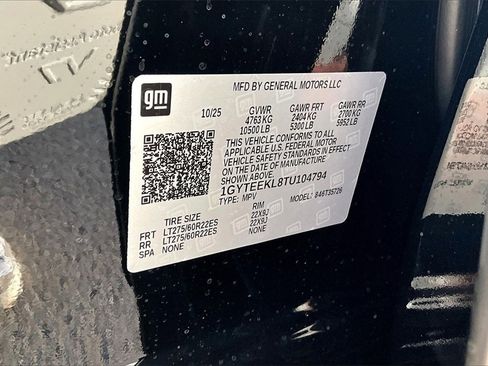 gm
MFD BY GENERAL MOTORS LLC
10/25 GVWR GAWR FRT GAWR RR
4763 KG 2404 KG 2700 KG
10500 LB 5300 LB 5952 LB
THIS VEHICLE CONFORMS TO ALL
APPLICABLE U.S. FEDERAL MOTOR
VEHICLE SAFETY STANDARDS IN EFFECT
ON THE DATE OF MANUFACTURE
SHOWN ABOVE.
1GYTEEKL8TU104794
TYPE: MPV MODEL: 846T35726
TIRE SIZE RIM
FRT LT275/60R22ES 22X9J
RR LT275/60R22ES 22X9J
SPA NONE NONE